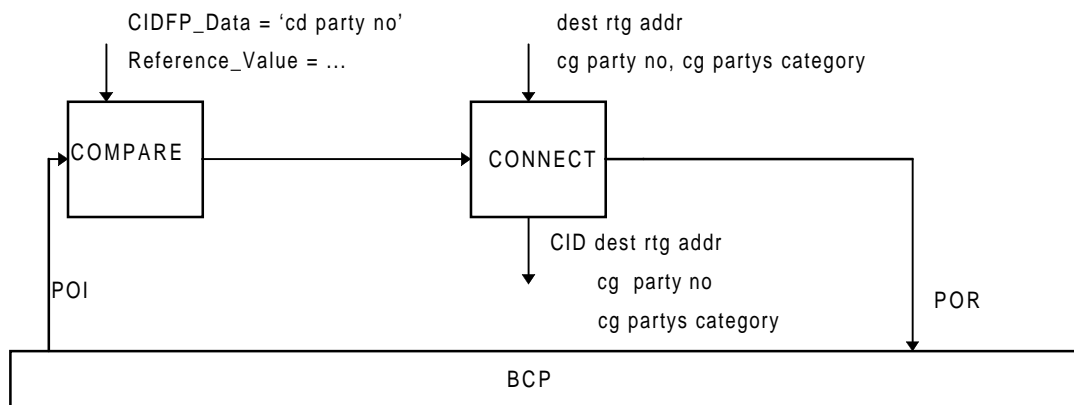 CIDFP_Data = ‘cd party no’
Reference_Value = ...
dest rtg addr
cg party no, cg partys category
COMPARE
CONNECT
CID dest rtg addr
cg party no
cg partys category
POI
POR
BCP